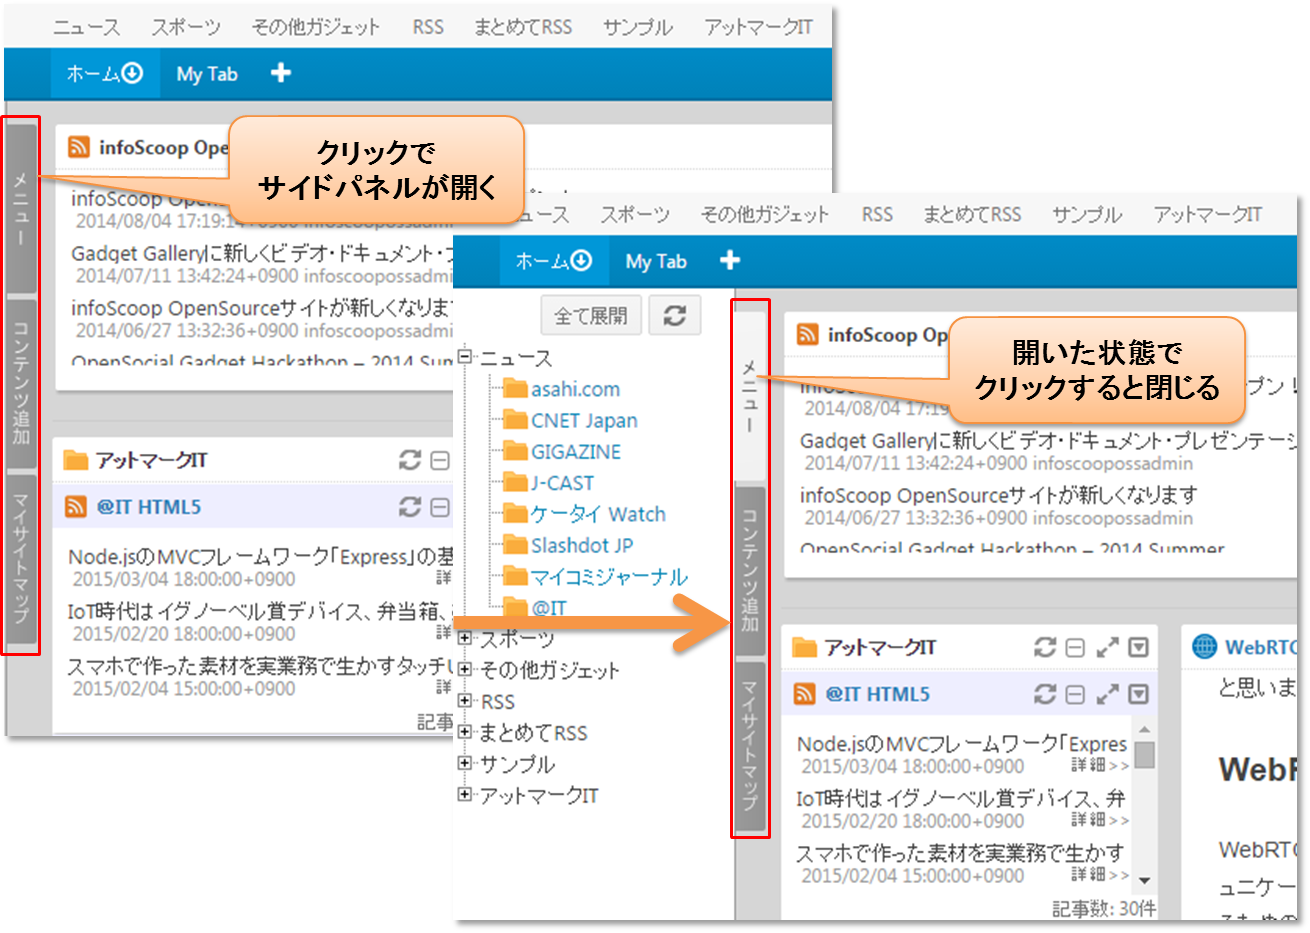 ニュース スポーツ その他ガジェット RSS まとめてRSS サンプル アットマークIT
ホーム My Tab
メニュー
コンテンツ追加
マイサイトマップ
infoScoop Ope
クリックで
サイドパネルが開く
infoScoop Open
2014/08/04 17:19:14+0900 infoscoopossadmi
Gadget Galleryに新しくビデオ・ドキュメント・プ
2014/07/11 13:42:24+0900 infoscoopossadmi
infoScoop OpenSourceサイトが新しくなります
2014/06/27 13:32:36+0900 infoscoopossadmi
OpenSocial Gadget Hackathon – 2014 Sum
アットマークIT
@IT HTML5
Node.jsのMVCフレームワーク「Express」の基
2015/03/04 18:00:00+0900 詳
IoT時代はイグノーベル賞デバイス、弁当箱、
2015/02/20 18:00:00+0900 詳
スマホで作った素材を実業務で生かすタッチ
2015/02/04 15:00:00+0900 詳
記事
ュース スポーツ その他ガジェット RSS まとめてRSS サンプル アットマークIT
ホーム My Tab
全て展開
ニュース
asahi.com
CNET Japan
GIGAZINE
J-CAST
ケータイ Watch
Slashdot JP
マイコミジャーナル
@IT
スポーツ
その他ガジェット
RSS
まとめてRSS
サンプル
アットマークIT
メニュー
コンテンツ追加
マイサイトマップ
infoScoop Op
開いた状態で
クリックすると閉じる
プン!
2014/08/04 17:19
Gadget Galleryに新しくビデオ・ドキュメント・プレゼンテーシ
2014/07/11 13:42:24+0900 infoscoopossadmin
infoScoop OpenSourceサイトが新しくなります
2014/06/27 13:32:36+0900 infoscoopossadmin
OpenSocial Gadget Hackathon – 2014 Summer
アットマークIT
@IT HTML5
Node.jsのMVCフレームワーク「Expres
2015/03/04 18:00:00+0900 詳細>>
IoT時代はイグノーベル賞デバイス、弁
2015/02/20 18:00:00+0900 詳細>>
スマホで作った素材を実業務で生かす
2015/02/04 15:00:00+0900 詳細>>
記事数: 30件
WebRTC
と思いま
WebR
WebRTC
ュニケー